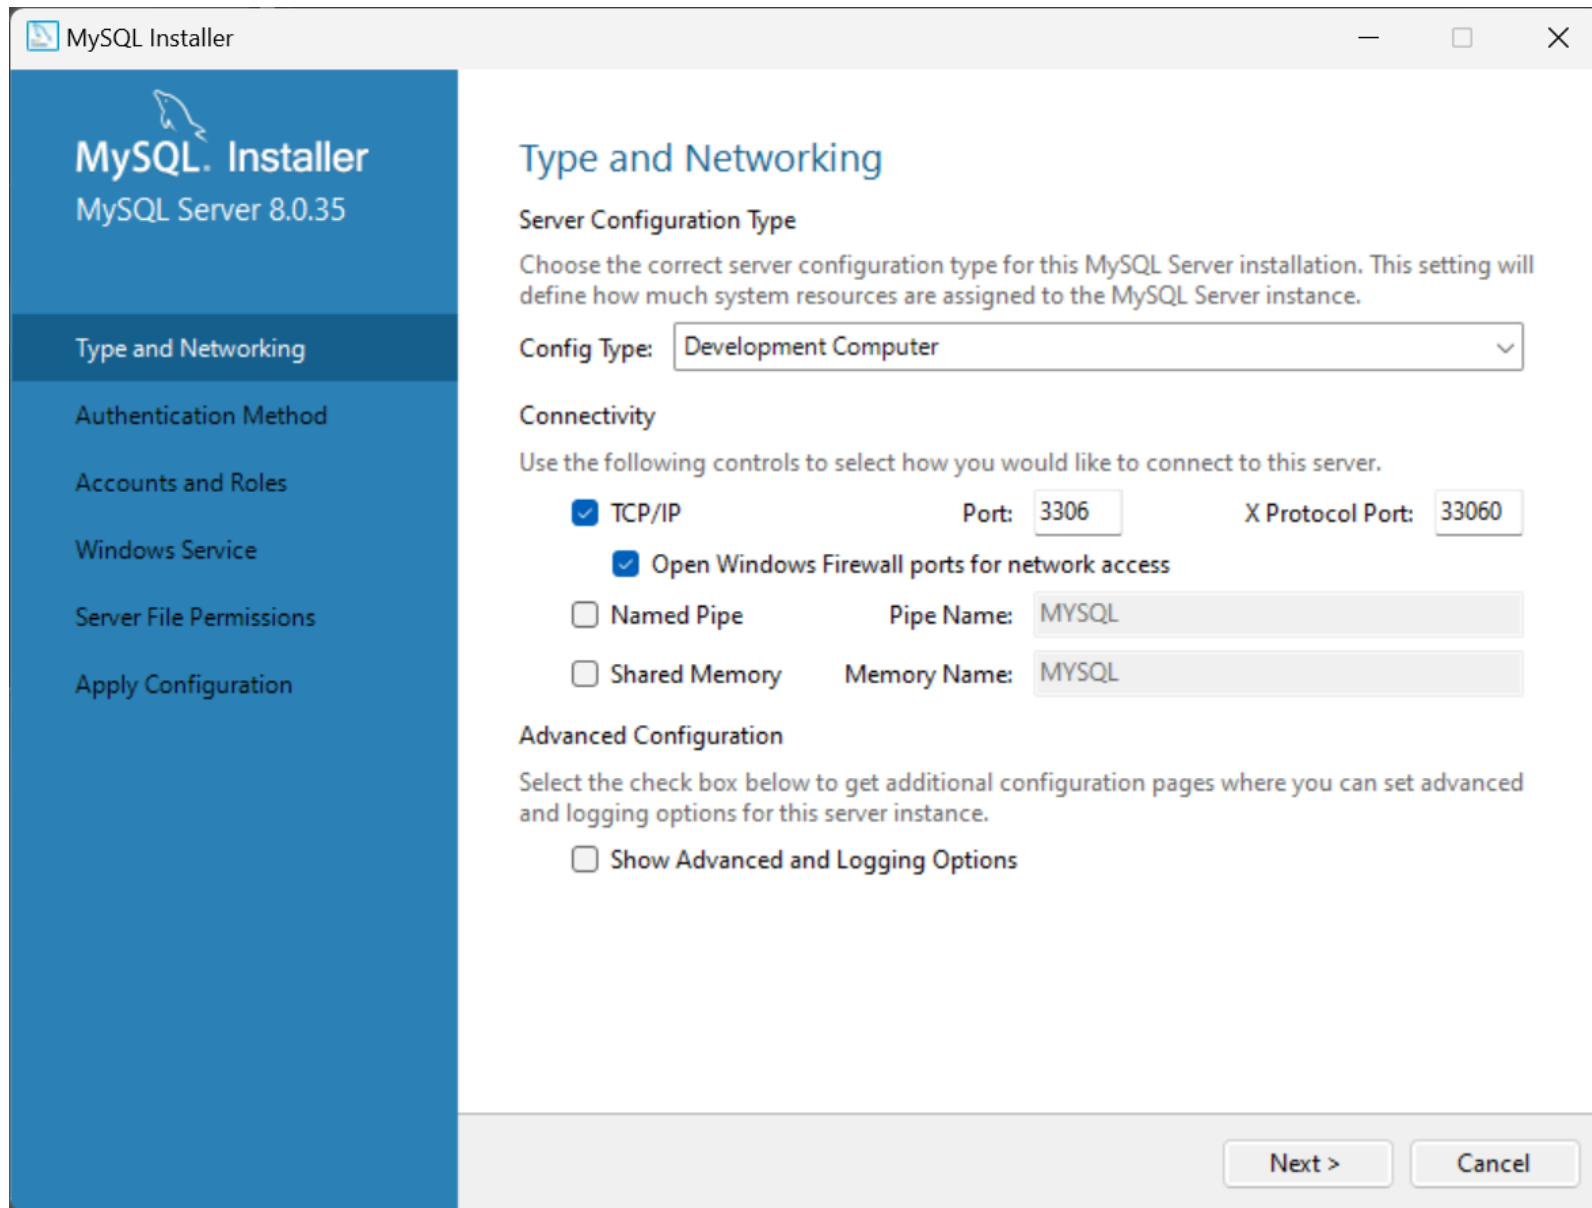 MySQL Installer
MySQL. Installer
MySQL Server 8.0.35
Type and Networking
Authentication Method
Accounts and Roles
Windows Service
Server File Permissions
Apply Configuration
Type and Networking
Server Configuration Type
Choose the correct server configuration type for this MySQL Server installation. This setting will
define how much system resources are assigned to the MySQL Server instance.
Config Type: Development Computer
Connectivity
Use the following controls to select how you would like to connect to this server.
TCP/IP Port: 3306 X Protocol Port: 33060
Open Windows Firewall ports for network access
Named Pipe Pipe Name: MYSQL
Shared Memory Memory Name: MYSQL
Advanced Configuration
Select the check box below to get additional configuration pages where you can set advanced
and logging options for this server instance.
Show Advanced and Logging Options
Next > Cancel